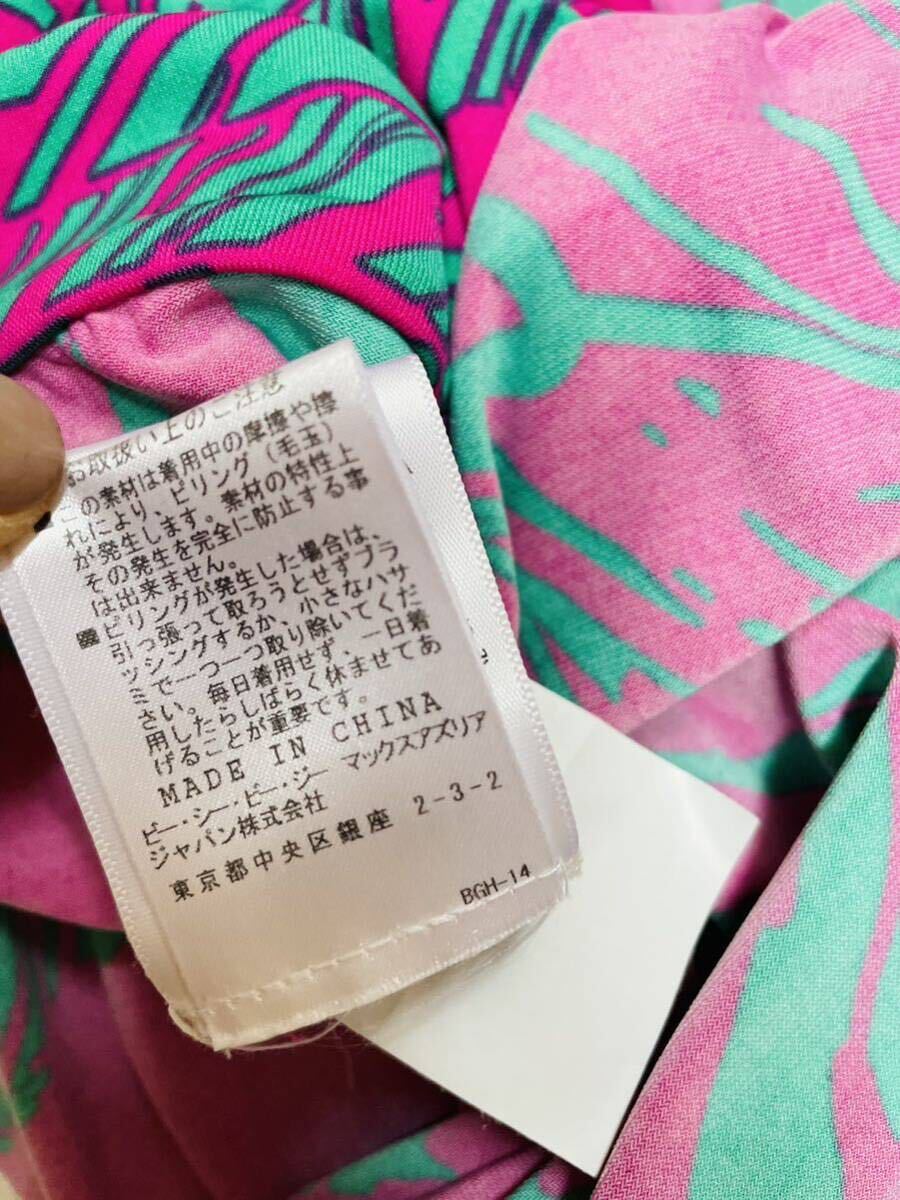 お取扱い上のご注意
この素材は着用中の摩擦や擦
れにより、ピリング(毛玉)
が発生します。素材の特性上
その発生を完全に防止する事
は出来ません。
ピリングが発生した場合は、
引っ張って取ろうとせずブラ
ッシングするか、小さなハサ
ミで一つ一つ取り除いてくだ
さい。毎日着用せず、一日着
用したらしばらく休ませてあ
げることが重要です。
MADE IN CHINA
ビー・シー・ビー・ジー マックスアズリア
ジャパン株式会社
東京都中央区銀座 2-3-2
BGH-14